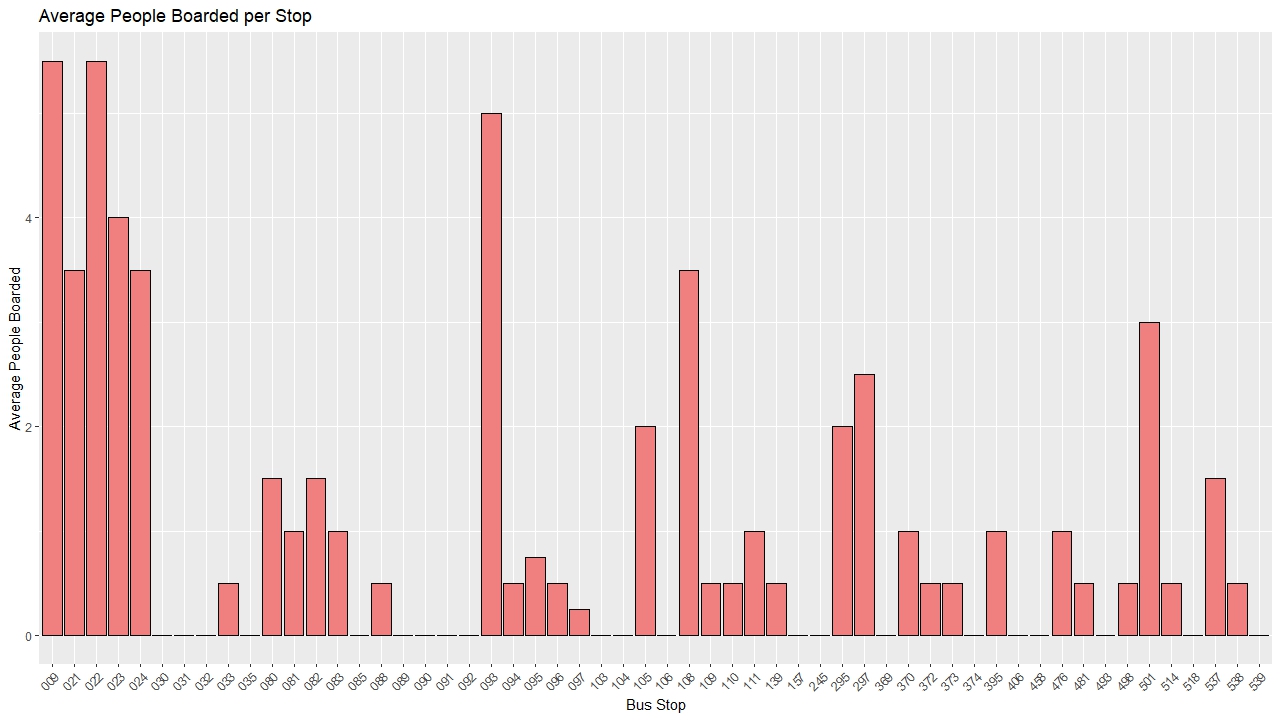 Average People Boarded per Stop
Average People Boarded
4
2
0
009 021 022 023 024 030 031 032 033 035 080 081 082 083 085 088 089 090 091 092 093 094 095 096 097 103 104 105 106 108 109 110 111 139 157 245 295 297 369 370 372 373 374 395 406 458 476 481 493 498 501 514 518 537 538 539
Bus Stop